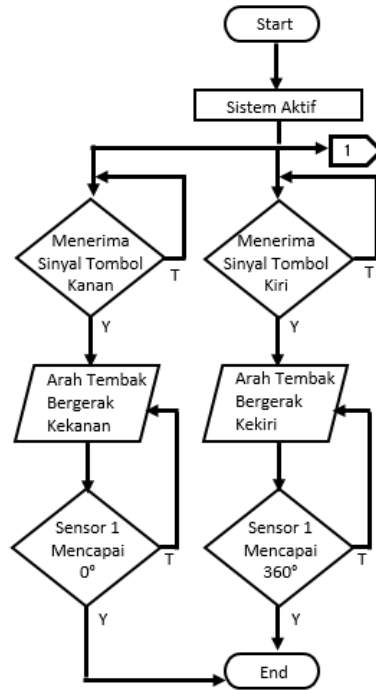 Start
Sistem Aktif
1
Menerima
Sinyal Tombol
Kanan
T
Y
Menerima
Sinyal Tombol
Kiri
T
Y
Arah Tembak
Bergerak
Kekanan
Arah Tembak
Bergerak
Kekiri
Sensor 1
Mencapai
0°
T
Y
Sensor 1
Mencapai
360°
T
Y
End